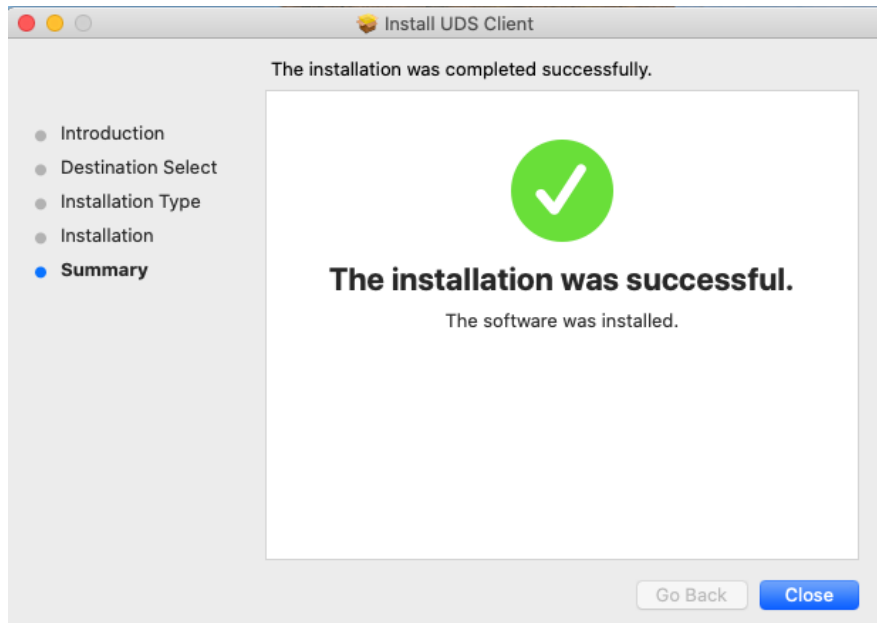 Install UDS Client
The installation was completed successfully.
Introduction
Destination Select
Installation Type
Installation
Summary
The installation was successful.
The software was installed.
Go Back
Close